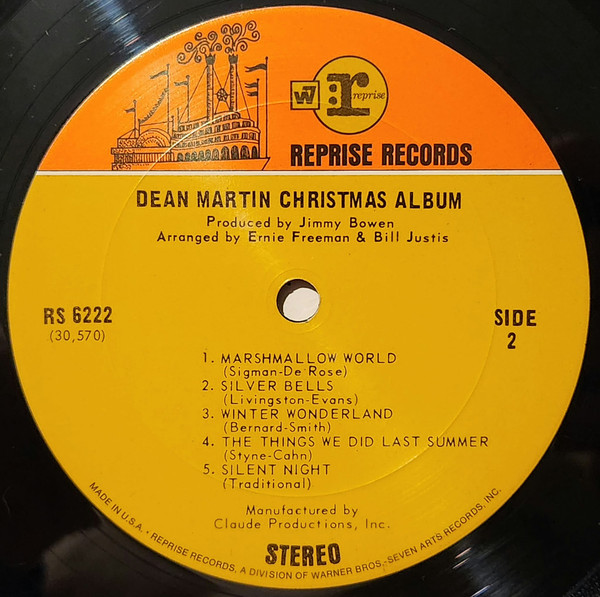 W7 r reprise
REPRISE RECORDS
DEAN MARTIN CHRISTMAS ALBUM
Produced by Jimmy Bowen
Arranged by Ernie Freeman & Bill Justis
RS 6222
(30,570)
SIDE
2
1. MARSHMALLOW WORLD
(Sigman-De Rose)
2. SILVER BELLS
(Livingston-Evans)
3. WINTER WONDERLAND
(Bernard-Smith)
4. THE THINGS WE DID LAST SUMMER
(Styne-Cahn)
5. SILENT NIGHT
(Traditional)
Manufactured by
Claude Productions, Inc.
STEREO
MADE IN U.S.A. • REPRISE RECORDS, A DIVISION OF WARNER BROS.-SEVEN ARTS RECORDS, INC.